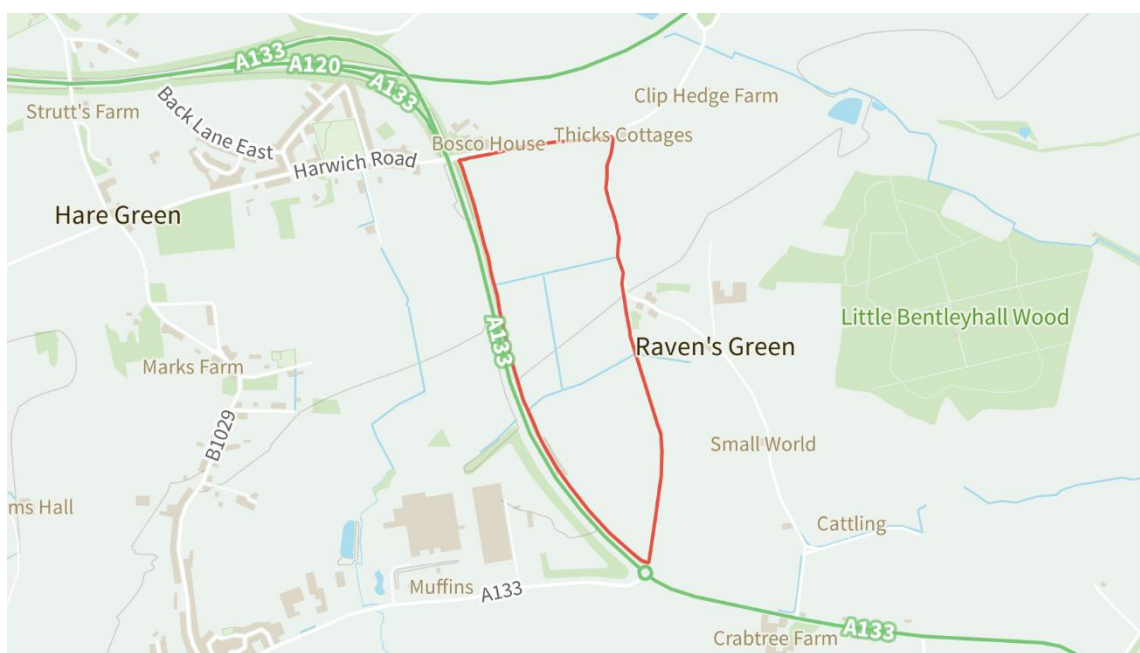 A133
A120
A133
Strutt's Farm
Back Lane East
Clip Hedge Farm
Bosco House
Thicks Cottages
Harwich Road
Hare Green
Little Bentleyhall Wood
A133
Raven's Green
Marks Farm
B1029
Small World
ms Hall
Cattling
Muffins
A133
Crabtree Farm
A133